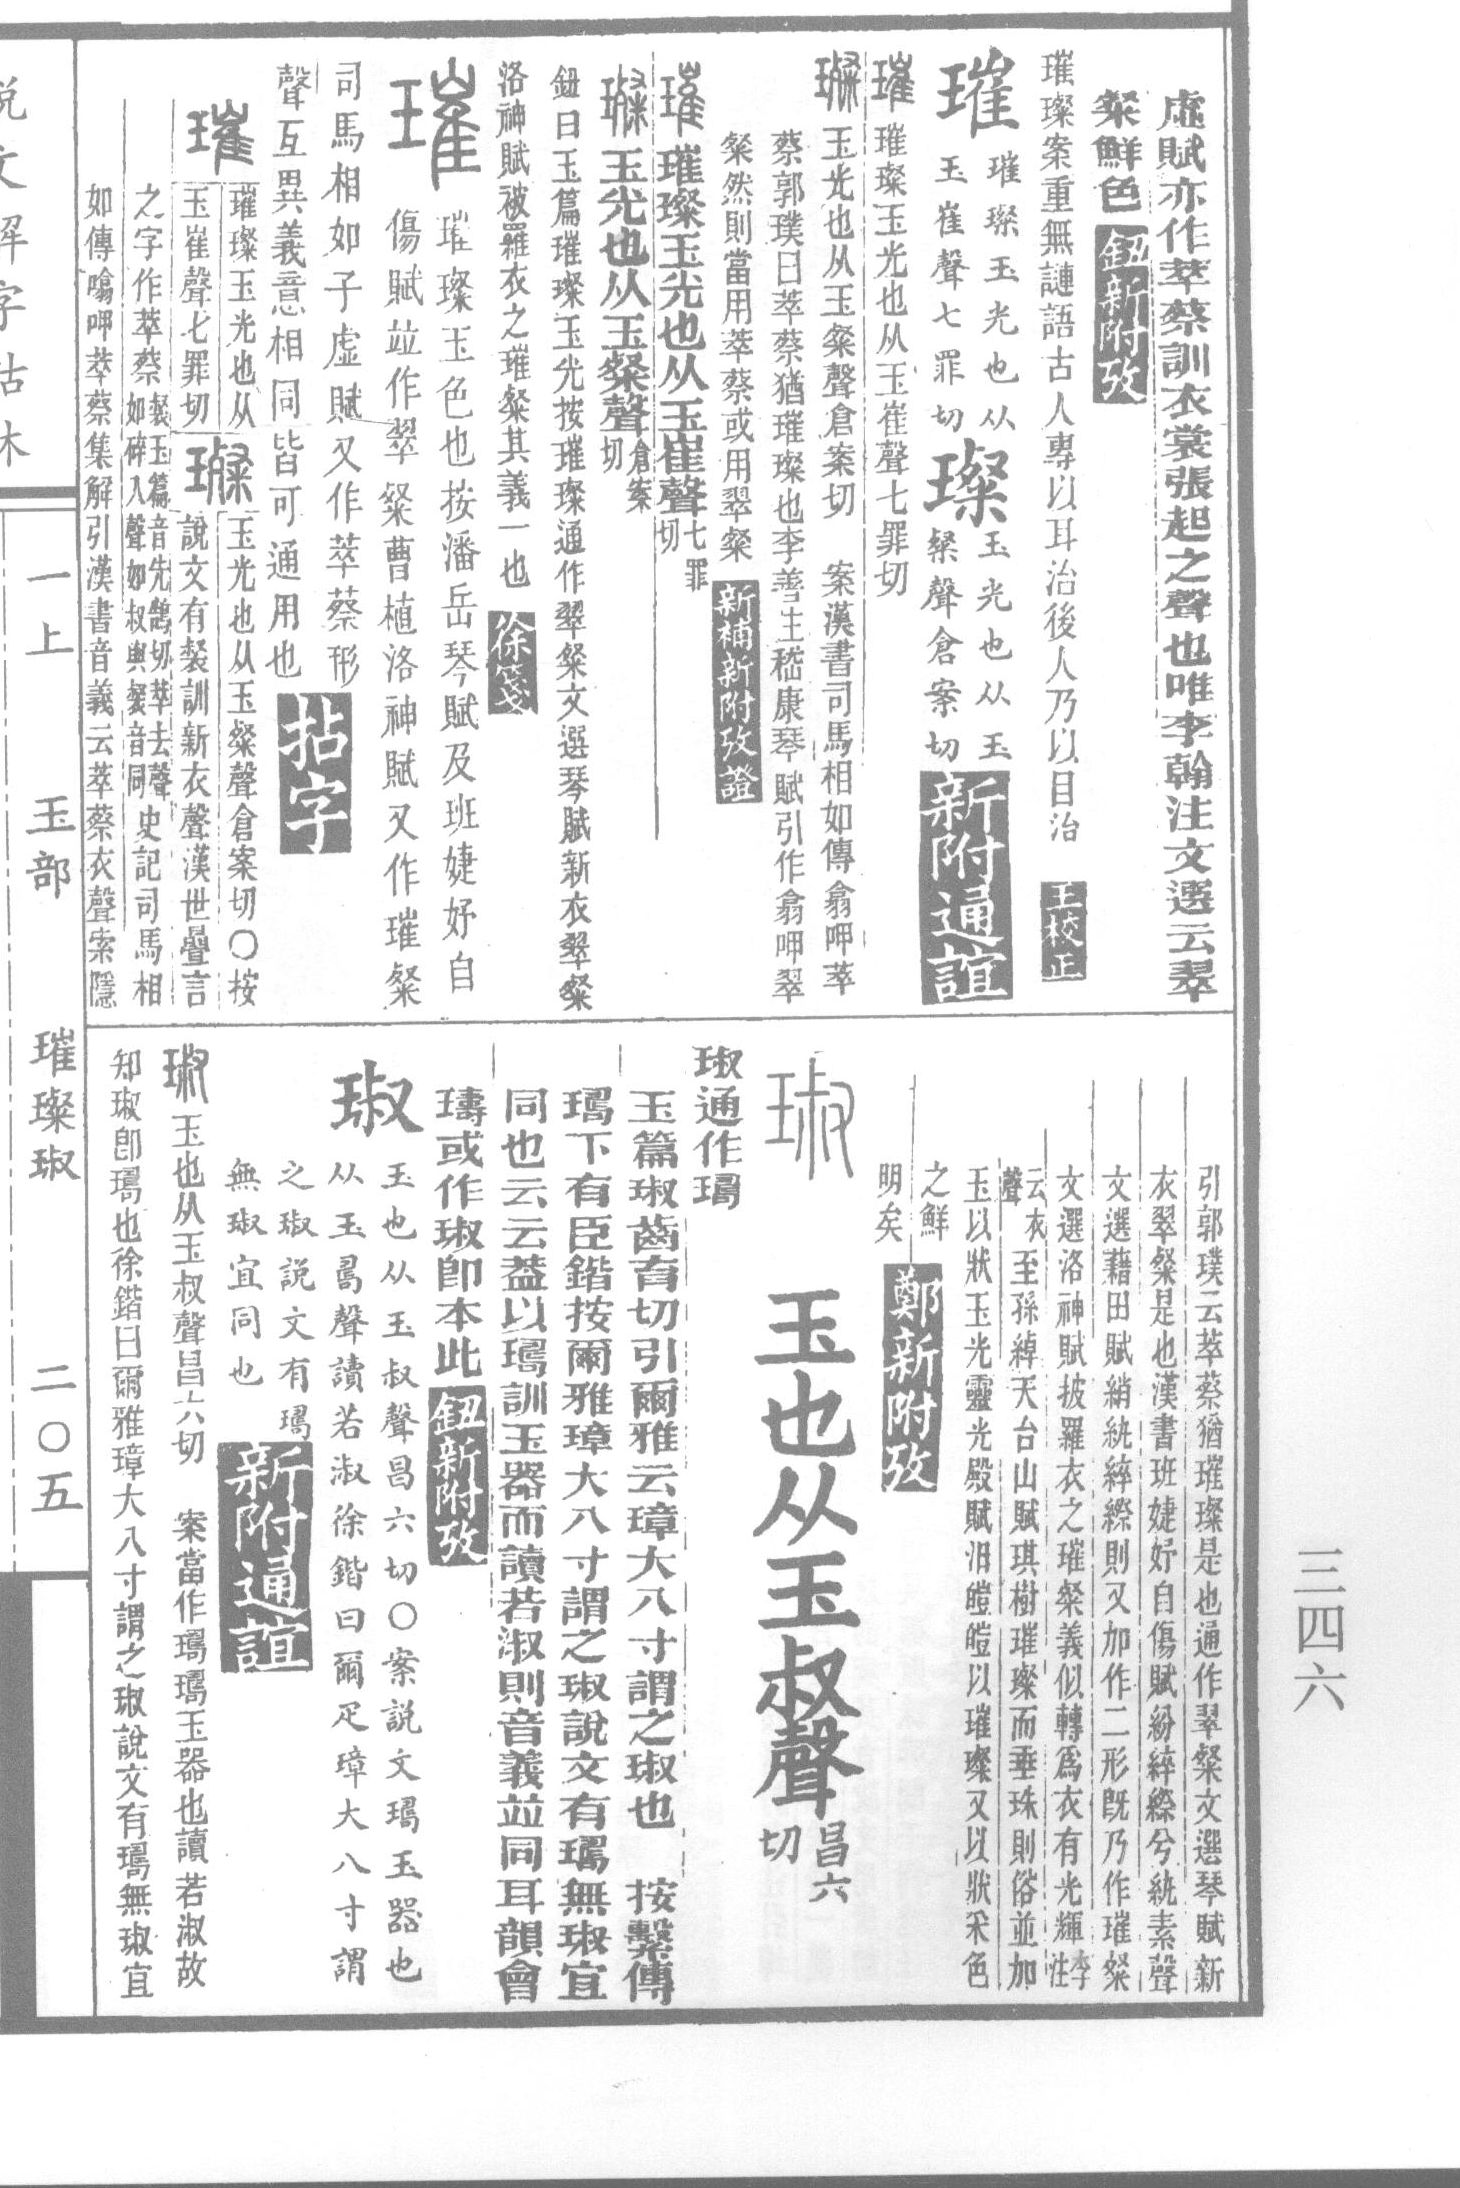 虛賦亦作萃蔡訓衣裳張起之聲也唯李翰注文選云翠
粲鮮色 鈕新附攷
璀璨案重無謰語古人專以耳治後人乃以目治 王校正
璀 璀璨玉光也从玉崔聲七罪切 璨 玉光也从玉粲聲倉案切 新附通誼
璀 璀璨玉光也从玉崔聲七罪切
璨 玉光也从玉粲聲倉案切 案漢書司馬相如傳翕呷萃
蔡郭璞曰萃蔡猶璀璨也李善注嵇康琴賦引作翕呷翠
粲然則當用萃蔡或用翠粲 新補新附攷證
璀 璀璨玉光也从玉崔聲七罪切
璨 玉光也从玉粲聲倉案切
鈕曰玉篇璀璨玉光按璀璨通作翠粲文選琴賦新衣翠粲
洛神賦被羅衣之璀粲其義一也 徐箋
璀 璀璨玉色也按潘岳琴賦及班婕妤自
傷賦竝作翠粲曹植洛神賦又作璀粲
司馬相如子虛賦又作萃蔡形
聲互異義意相同皆可通用也 拈字
璀 璀璨玉光也从玉崔聲七罪切 璨 玉光也从玉粲聲倉案切〇按
說文有䘹訓新衣聲漢世疊言
之字作萃蔡 䘹玉篇音先鵠切萃去聲如碎入聲如叔與䘹音同 史記司馬相
如傳噏呷萃蔡集解引漢書音義云萃蔡衣聲索隱
引郭璞云萃蔡猶璀璨是也通作翠粲文選琴賦新
衣翠粲是也漢書班婕妤自傷賦紛綷縩兮紈素聲
文選藉田賦綃紈綷縩則又加作二形旣乃作璀粲
文選洛神賦披羅衣之璀粲義似轉爲衣有光輝 李注
云衣聲 至孫綽天台山賦琪樹璀璨而垂珠則俗並加
玉以狀玉光靈光殿賦汨皚皚以璀璨又以狀采色
之鮮
明矣 鄭新附攷
琡 玉也从玉叔聲 昌六切
琡通作璹
玉篇琡齒育切引爾雅云璋大八寸謂之琡也 按繫傳
璹下有臣鍇按爾雅璋大八寸謂之琡說文有璹無琡宜
同也云云葢以璹訓玉器而讀若淑則音義竝同耳韻會
璹或作琡卽本此 鈕新附攷
琡 玉也从玉叔聲昌六切〇案説文璹玉器也
从玉𠷎聲讀若淑徐鍇曰爾疋璋大八寸謂
之琡説文有璹
無琡宜同也 新附通誼
琡 玉也从玉叔聲昌六切 案當作璹璹玉器也讀若淑故
知琡卽璹也徐鍇曰爾雅璋大八寸謂之琡說文有璹無琡宜
說文解字詁林
一上 玉部 璀璨琡 二〇五
三四六